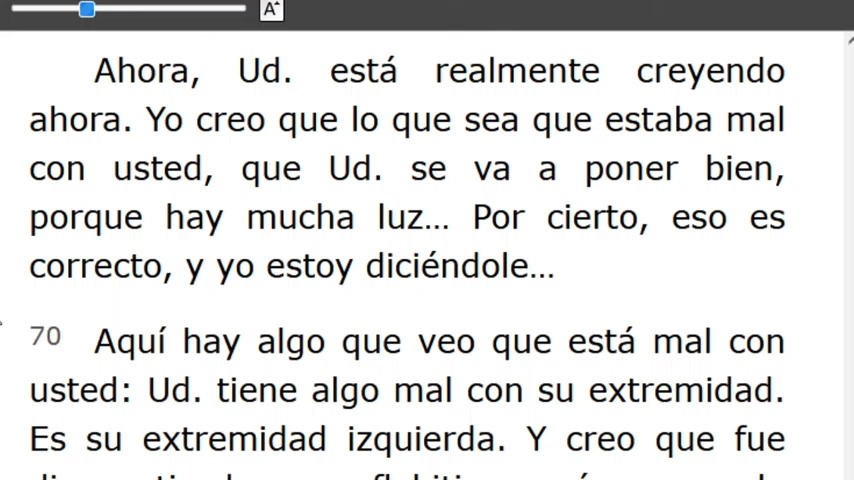 A
Ahora, Ud. está realmente creyendo
ahora. Yo creo que lo que sea que estaba mal
con usted, que Ud. se va a poner bien,
porque hay mucha luz... Por cierto, eso es
correcto, y yo estoy diciéndole...
70 Aquí hay algo que veo que está mal con
usted: Ud. tiene algo mal con su extremidad.
Es su extremidad izquierda. Y creo que fue